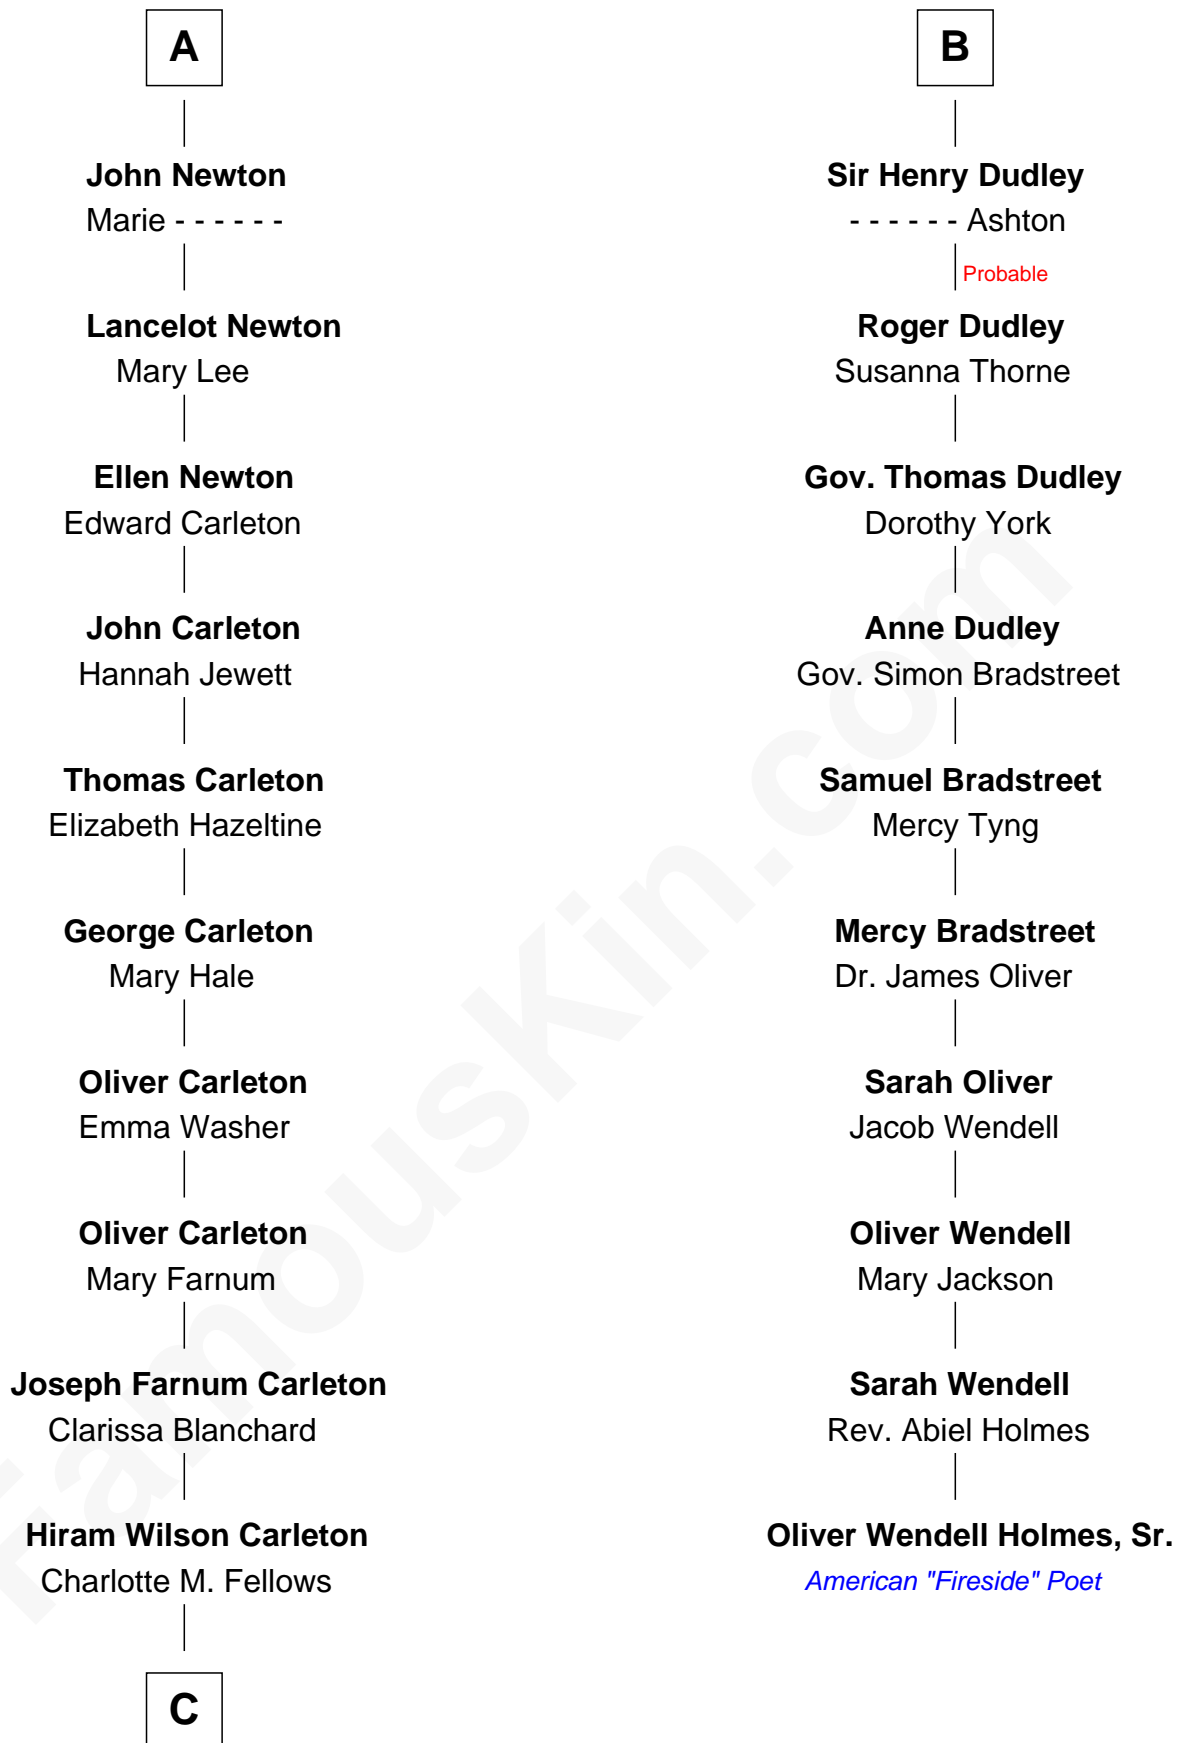 A
John Newton
Marie - - - - - -
Lancelot Newton
Mary Lee
Ellen Newton
Edward Carleton
John Carleton
Hannah Jewett
Thomas Carleton
Elizabeth Hazeltine
George Carleton
Mary Hale
Oliver Carleton
Emma Washer
Oliver Carleton
Mary Farnum
Joseph Farnum Carleton
Clarissa Blanchard
Hiram Wilson Carleton
Charlotte M. Fellows
C
B
Sir Henry Dudley
- - - - - - Ashton
Probable
Roger Dudley
Susanna Thorne
Gov. Thomas Dudley
Dorothy York
Anne Dudley
Gov. Simon Bradstreet
Samuel Bradstreet
Mercy Tyng
Mercy Bradstreet
Dr. James Oliver
Sarah Oliver
Jacob Wendell
Oliver Wendell
Mary Jackson
Sarah Wendell
Rev. Abiel Holmes
Oliver Wendell Holmes, Sr.
American "Fireside" Poet
FamousKin.com